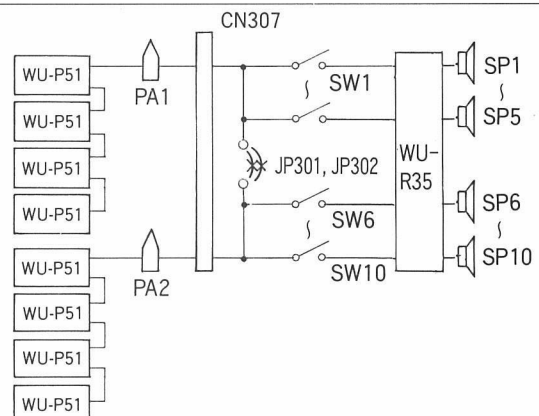 CN307
WU-P51
WU-P51
WU-P51
WU-P51
PA1
SW1
SP1
~
SP5
JP301, JP302
WU-
R35
SW6
SP6
~
SP10
SW10
WU-P51
WU-P51
WU-P51
WU-P51
PA2